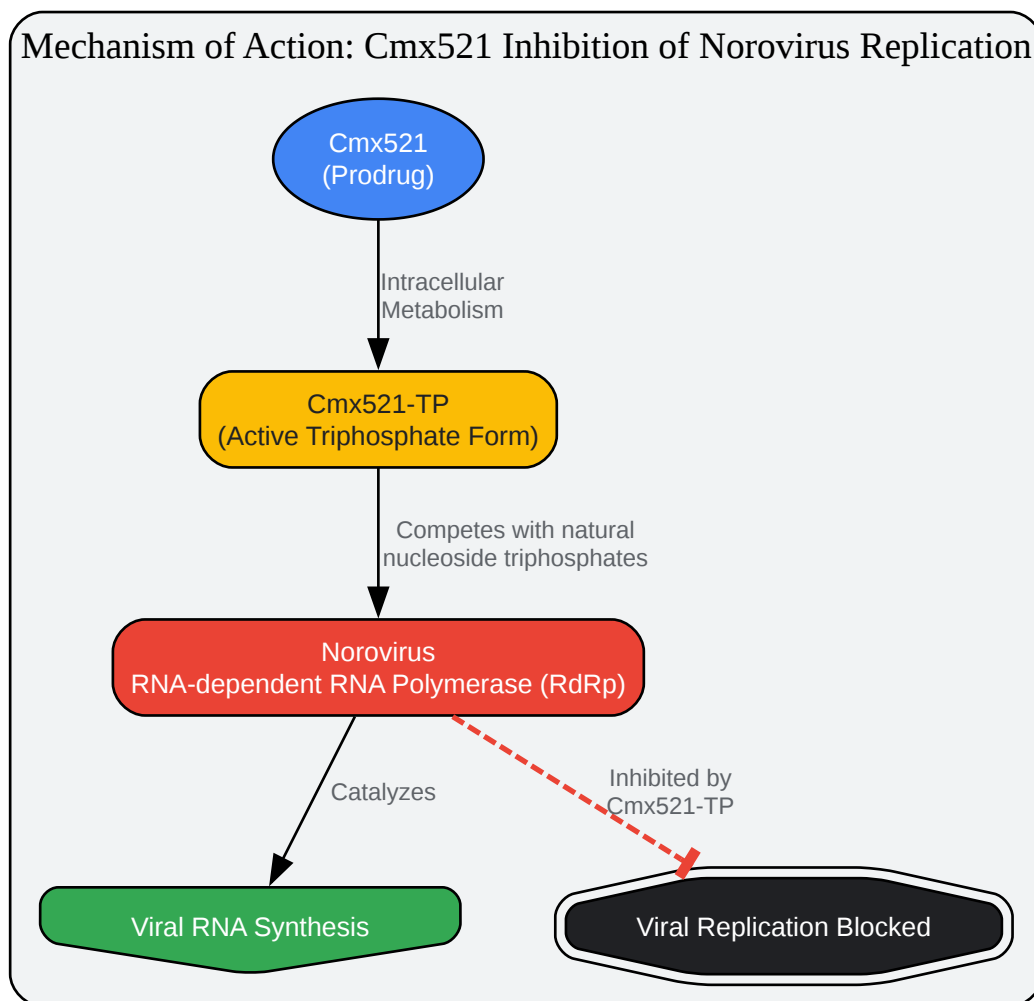 Mechanism of Action: Cmx521 Inhibition of Norovirus Replication
Cmx521
(Prodrug)
Intracellular
Metabolism
Cmx521-TP
(Active Triphosphate Form)
Competes with natural
nucleoside triphosphates
Norovirus
RNA-dependent RNA Polymerase (RdRp)
Catalyzes
Inhibited by
Cmx521-TP
Viral RNA Synthesis
Viral Replication Blocked